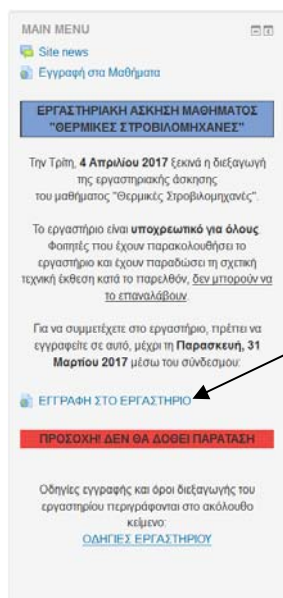 MAIN MENU
Site news
Εγγραφή στα Μαθήματα
ΕΡΓΑΣΤΗΡΙΑΚΗ ΑΣΚΗΣΗ ΜΑΘΗΜΑΤΟΣ
"ΘΕΡΜΙΚΕΣ ΣΤΡΟΒΙΛΟΜΗΧΑΝΕΣ"
Την Τρίτη, 4 Απριλίου 2017 ξεκινά η διεξαγωγή
της εργαστηριακής άσκησης
του μαθήματος "Θερμικές Στροβιλομηχανές".
Το εργαστήριο είναι υποχρεωτικό για όλους.
Φοιτητές που έχουν παρακολουθήσει το
εργαστήριο και έχουν παραδώσει τη σχετική
τεχνική έκθεση κατά το παρελθόν, δεν μπορούν να
το επαναλάβουν.
Για να συμμετέχετε στο εργαστήριο, πρέπει να
εγγραφείτε σε αυτό, μέχρι τη Παρασκευή, 31
Μαρτίου 2017 μέσω του σύνδεσμου:
ΕΓΓΡΑΦΗ ΣΤΟ ΕΡΓΑΣΤΗΡΙΟ
ΠΡΟΣΟΧΗ! ΔΕΝ ΘΑ ΔΟΘΕΙ ΠΑΡΑΤΑΣΗ
Οδηγίες εγγραφής και όροι διεξαγωγής του
εργαστηρίου περιγράφονται στο ακόλουθο
κείμενο:
ΟΔΗΓΙΕΣ ΕΡΓΑΣΤΗΡΙΟΥ